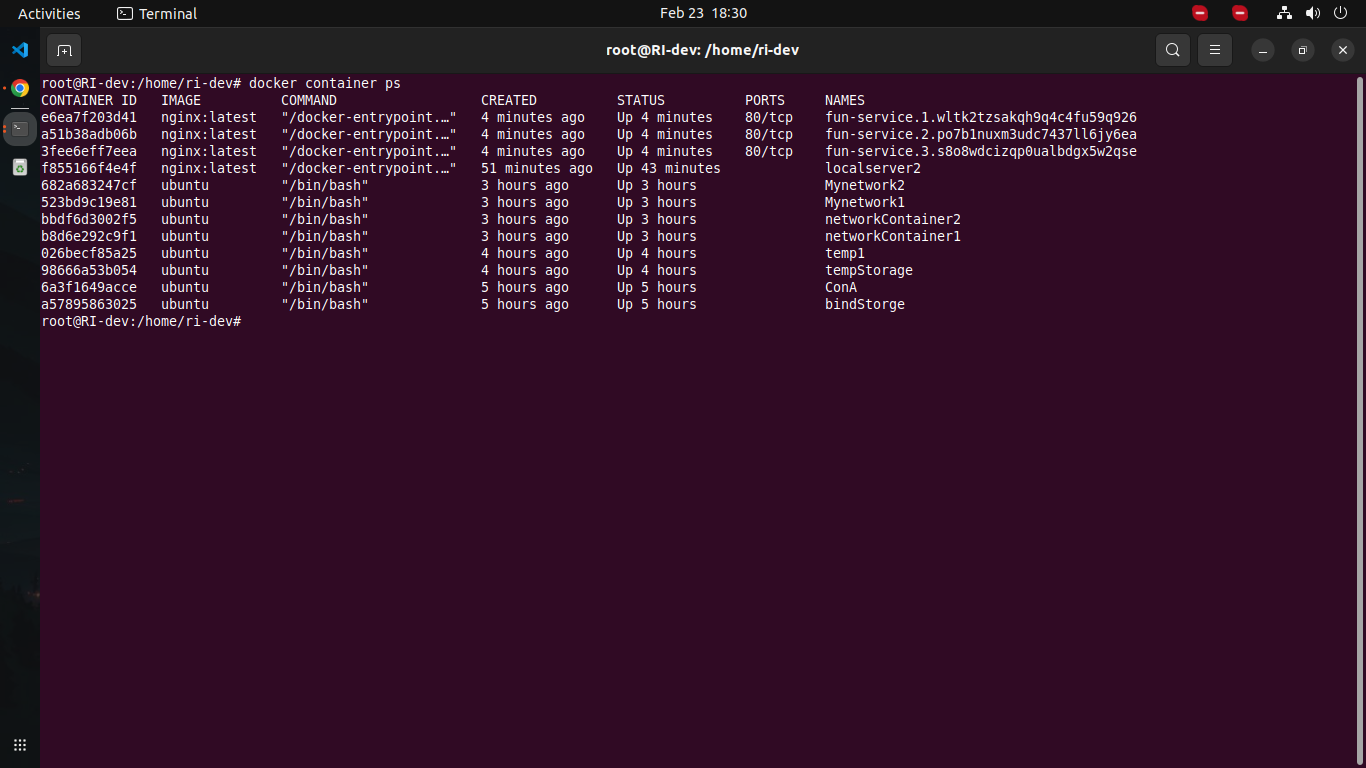 Activities Terminal Feb 23 18:30
root@RI-dev: /home/ri-dev
root@RI-dev:/home/ri-dev# docker container ps
CONTAINER ID   IMAGE          COMMAND                  CREATED          STATUS          PORTS     NAMES
e6ea7f203d41   nginx:latest   "/docker-entrypoint.…"   4 minutes ago    Up 4 minutes    80/tcp    fun-service.1.wltk2tzsakqh9q4c4fu59q926
a51b38adb06b   nginx:latest   "/docker-entrypoint.…"   4 minutes ago    Up 4 minutes    80/tcp    fun-service.2.po7b1nuxm3udc7437ll6jy6ea
3fee6eff7eea   nginx:latest   "/docker-entrypoint.…"   4 minutes ago    Up 4 minutes    80/tcp    fun-service.3.s8o8wdcizqp0ualbdgx5w2qse
f855166f4e4f   nginx:latest   "/docker-entrypoint.…"   51 minutes ago   Up 43 minutes             localserver2
682a683247cf   ubuntu         "/bin/bash"              3 hours ago      Up 3 hours                Mynetwork2
523bd9c19e81   ubuntu         "/bin/bash"              3 hours ago      Up 3 hours                Mynetwork1
bbdf6d3002f5   ubuntu         "/bin/bash"              3 hours ago      Up 3 hours                networkContainer2
b8d6e292c9f1   ubuntu         "/bin/bash"              3 hours ago      Up 3 hours                networkContainer1
026becf85a25   ubuntu         "/bin/bash"              4 hours ago      Up 4 hours                temp1
98666a53b054   ubuntu         "/bin/bash"              4 hours ago      Up 4 hours                tempStorage
6a3f1649acce   ubuntu         "/bin/bash"              5 hours ago      Up 5 hours                ConA
a57895863025   ubuntu         "/bin/bash"              5 hours ago      Up 5 hours                bindStorge
root@RI-dev:/home/ri-dev#